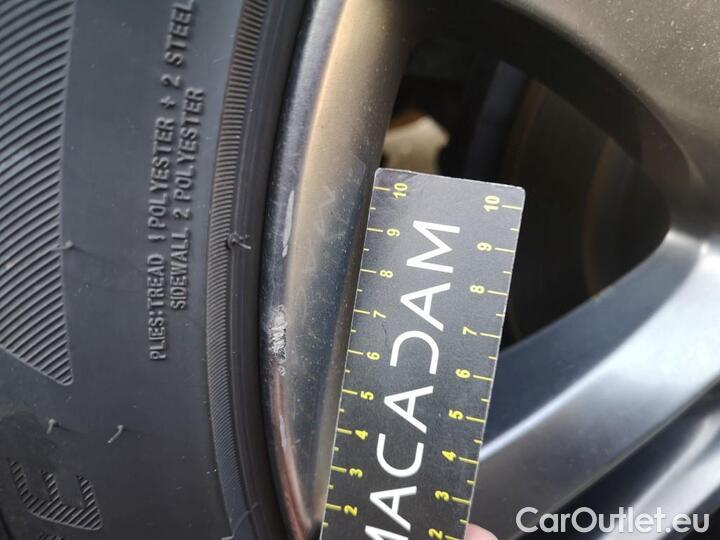 PLIES:TREAD 1 POLYESTER + 2 STEEL
SIDEWALL 2 POLYESTER
E
10 9 8 7 6 5 4 3 2
MACADAM
10 9 8 7 6 5 4 3 2
CarOutlet.eu